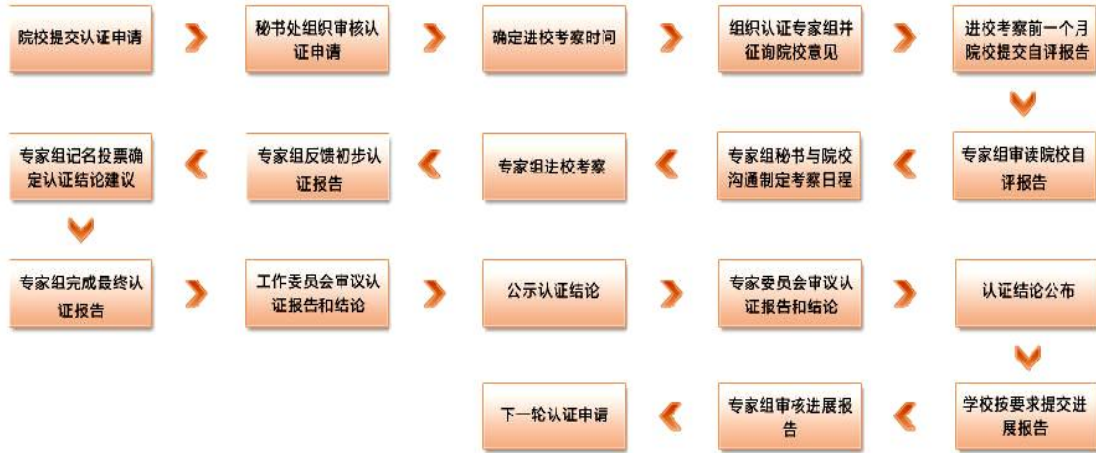 院校提交认证申请
秘书处组织审核认
证申请
确定进校考察时间
组织认证专家组并
征询院校意见
进校考察前一个月
院校提交自评报告
专家组审读院校自
评报告
专家组秘书与院校
沟通制定考察日程
专家组进校考察
专家组反馈初步认
证报告
专家组记名投票确
定认证结论建议
专家组完成最终认
证报告
工作委员会审议认
证报告和结论
公示认证结论
专家委员会审议认
证报告和结论
认证结论公布
学校按要求提交进
展报告
专家组审核进展报
告
下一轮认证申请